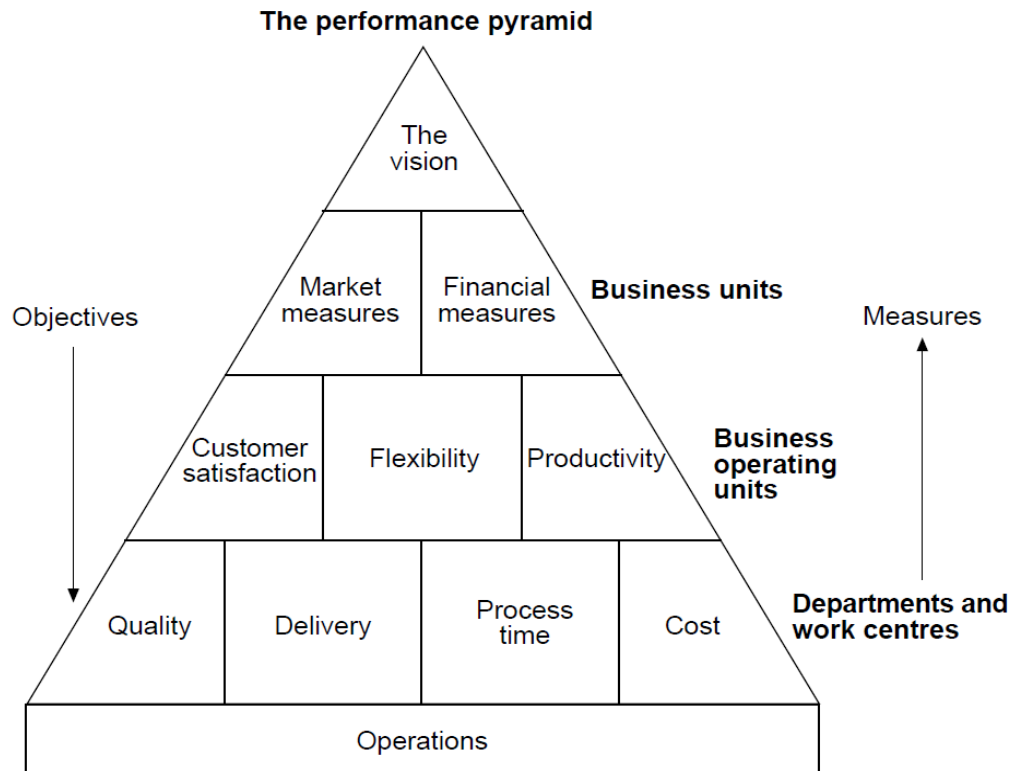 The performance pyramid
The
vision
Market
measures
Financial
measures
Business units
Objectives
Measures
Customer
satisfaction
Flexibility
Productivity
Business
operating
units
Quality
Delivery
Process
time
Cost
Departments and
work centres
Operations